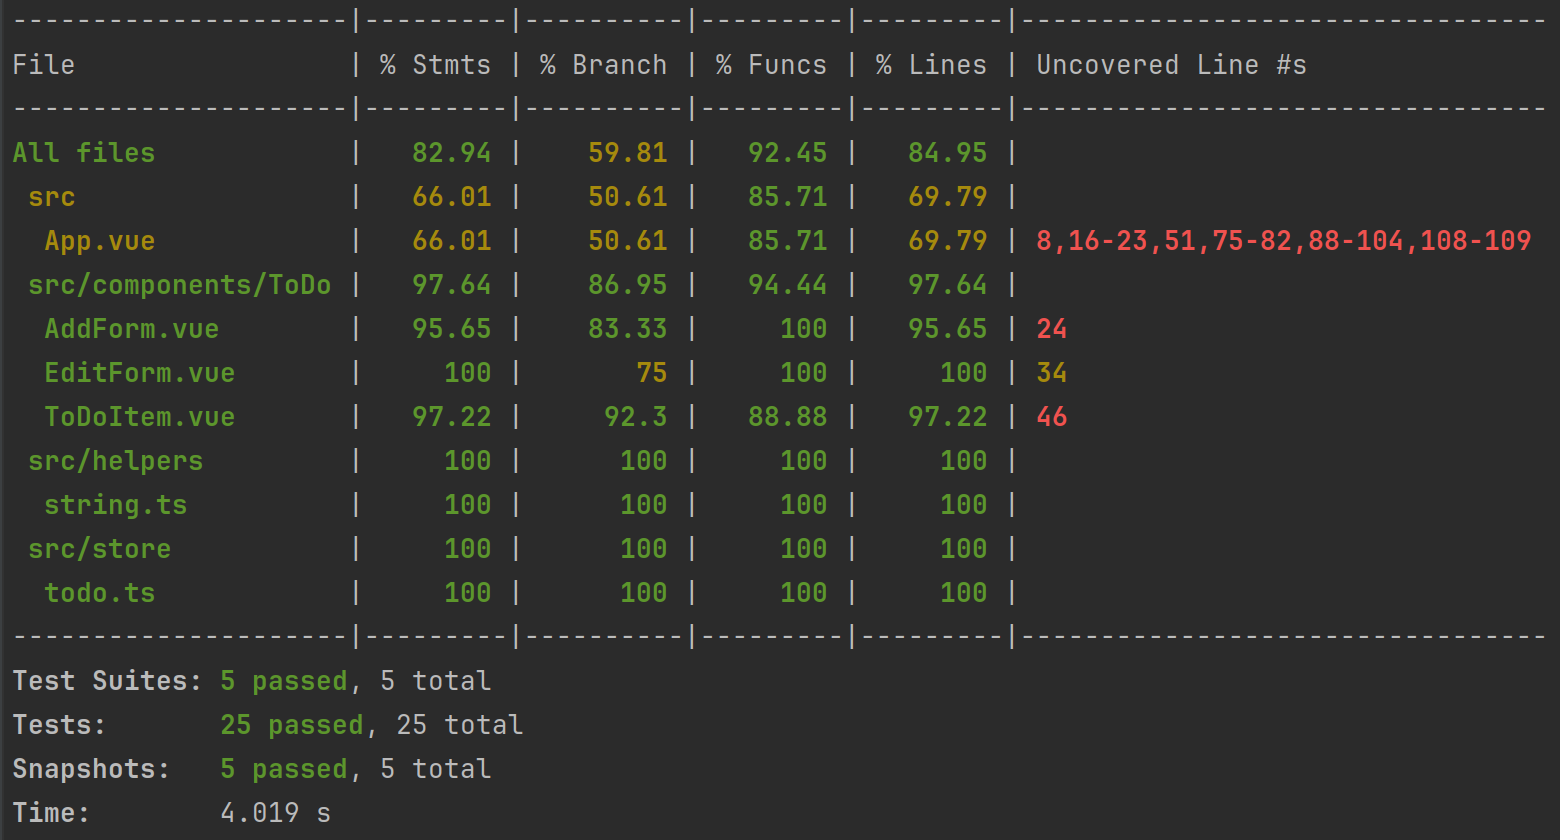 ---------------------|---------|----------|---------|---------|---------------------------------
File                 | % Stmts | % Branch | % Funcs | % Lines | Uncovered Line #s
---------------------|---------|----------|---------|---------|---------------------------------
All files            |   82.94 |    59.81 |   92.45 |   84.95 |
 src                 |   66.01 |    50.61 |   85.71 |   69.79 |
  App.vue            |   66.01 |    50.61 |   85.71 |   69.79 | 8,16-23,51,75-82,88-104,108-109
 src/components/ToDo |   97.64 |    86.95 |   94.44 |   97.64 |
  AddForm.vue        |   95.65 |    83.33 |     100 |   95.65 | 24
  EditForm.vue       |     100 |       75 |     100 |     100 | 34
  ToDoItem.vue       |   97.22 |     92.3 |   88.88 |   97.22 | 46
 src/helpers         |     100 |      100 |     100 |     100 |
  string.ts          |     100 |      100 |     100 |     100 |
 src/store           |     100 |      100 |     100 |     100 |
  todo.ts            |     100 |      100 |     100 |     100 |
---------------------|---------|----------|---------|---------|---------------------------------
Test Suites: 5 passed, 5 total
Tests:       25 passed, 25 total
Snapshots:   5 passed, 5 total
Time:        4.019 s